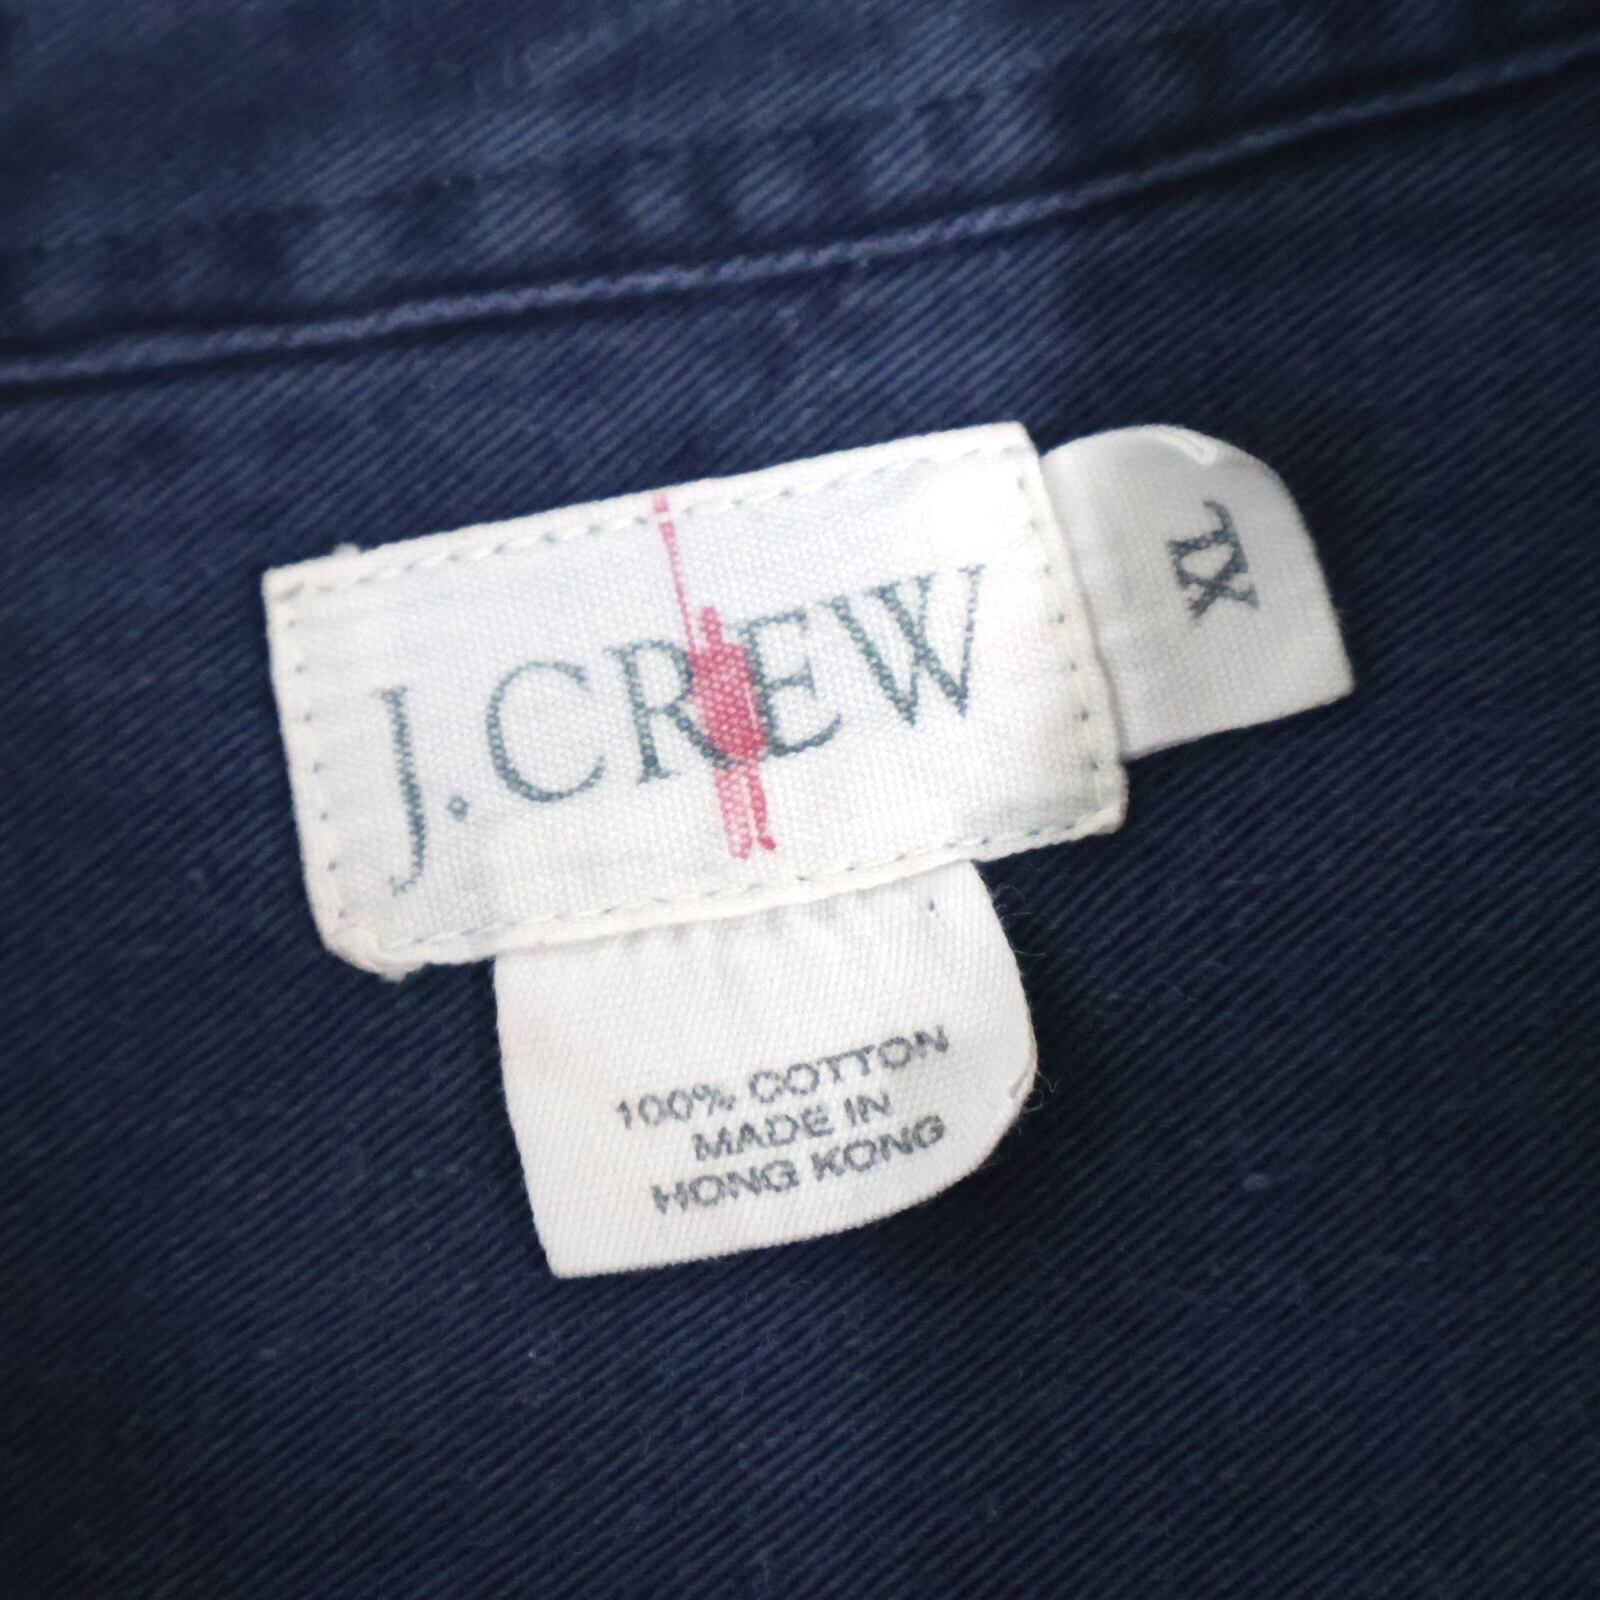 J.CREW
XL
100% COTTON
MADE IN
HONG KONG